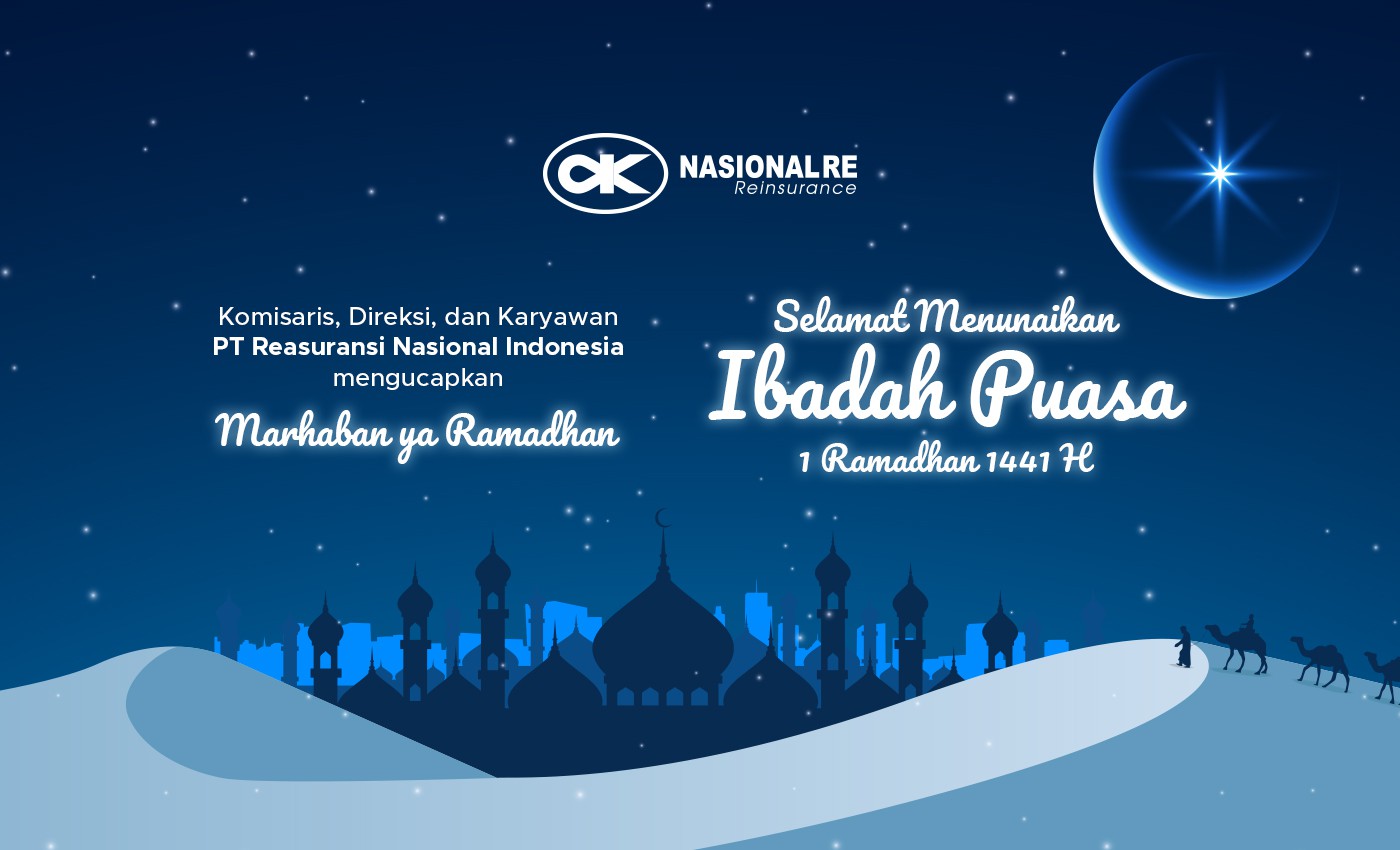 NASIONALRE
Reinsurance
Komisaris, Direksi, dan Karyawan
PT Reasuransi Nasional Indonesia
mengucapkan
Marhaban ya Ramadhan
Selamat Menunaikan
Ibadah Puasa
1 Ramadhan 1441 H